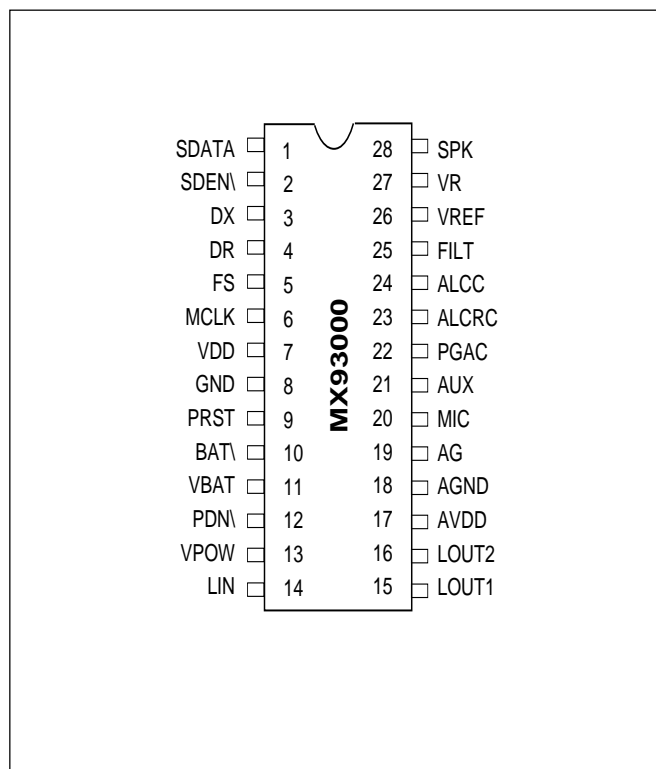 SDATA 1 28 SPK
SDEN\ 2 27 VR
DX 3 26 VREF
DR 4 25 FILT
FS 5 24 ALCC
MCLK 6 23 ALCRC
VDD 7 22 PGAC
GND 8 21 AUX
PRST 9 20 MIC
BAT\ 10 19 AG
VBAT 11 18 AGND
PDN\ 12 17 AVDD
VPOW 13 16 LOUT2
LIN 14 15 LOUT1
MX93000